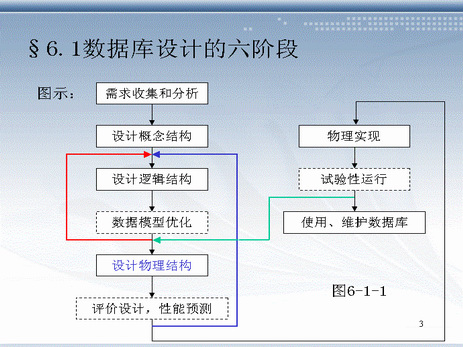 §6.1数据库设计的六阶段
图示：
需求收集和分析
设计概念结构
设计逻辑结构
数据模型优化
设计物理结构
评价设计，性能预测
物理实现
试验性运行
使用、维护数据库
图6-1-1
3